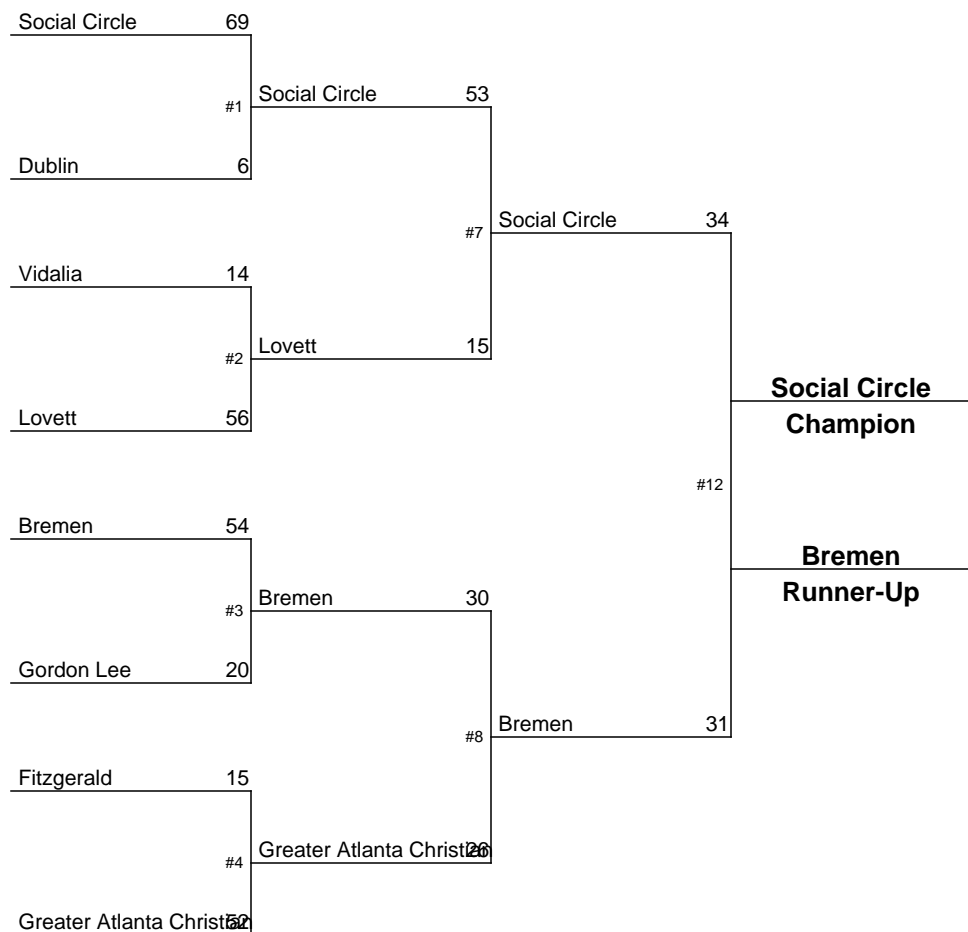 Social Circle 69
#1 Social Circle 53
Dublin 6
#7 Social Circle 34
Vidalia 14
#2 Lovett 15
Social Circle
Champion
Lovett 56
#12
Bremen 54
Bremen
Runner-Up
#3 Bremen 30
Gordon Lee 20
#8 Bremen 31
Fitzgerald 15
#4 Greater Atlanta Christian 26
Greater Atlanta Christian 52